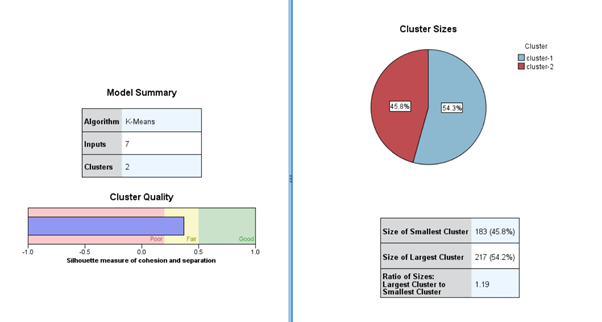 Model Summary
Algorithm K-Means
Inputs 7
Clusters 2
Cluster Quality
Poor Fair Good
-1.0 -0.5 0.0 0.5 1.0
Silhouette measure of cohesion and separation
Cluster Sizes
Cluster
cluster-1
cluster-2
45.8% 54.3%
Size of Smallest Cluster 183 (45.8%)
Size of Largest Cluster 217 (54.2%)
Ratio of Sizes:
Largest Cluster to 1.19
Smallest Cluster